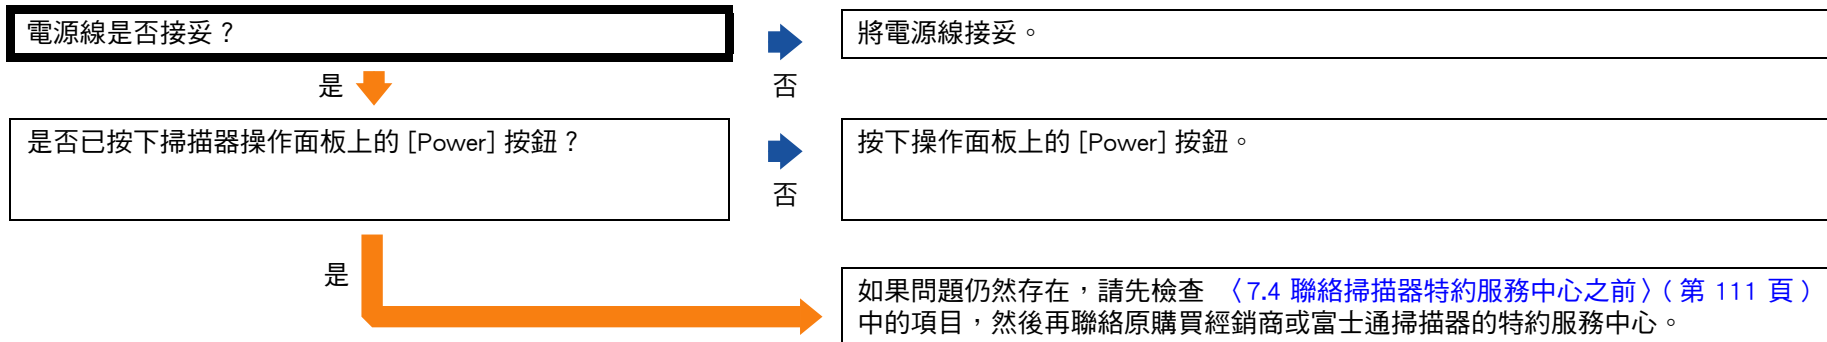 電源線是否接妥？
將電源線接妥。
是
否
是否已按下掃描器操作面板上的 [Power] 按鈕？
按下操作面板上的 [Power] 按鈕。
否
是
如果問題仍然存在，請先檢查 〈7.4 聯絡掃描器特約服務中心之前〉( 第 111 頁 )
中的項目，然後再聯絡原購買經銷商或富士通掃描器的特約服務中心。